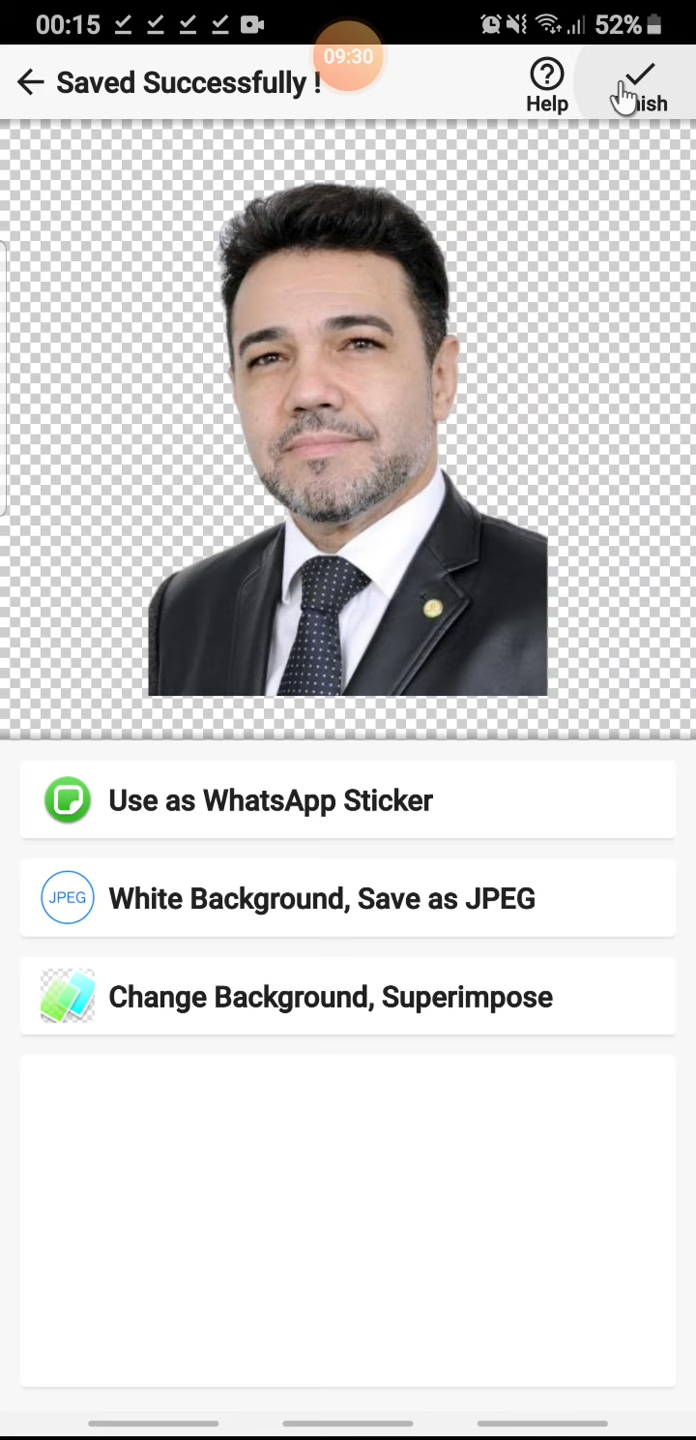 00:15
52%
09:30
Saved Successfully !
Help
Use as WhatsApp Sticker
JPEG
White Background, Save as JPEG
Change Background, Superimpose